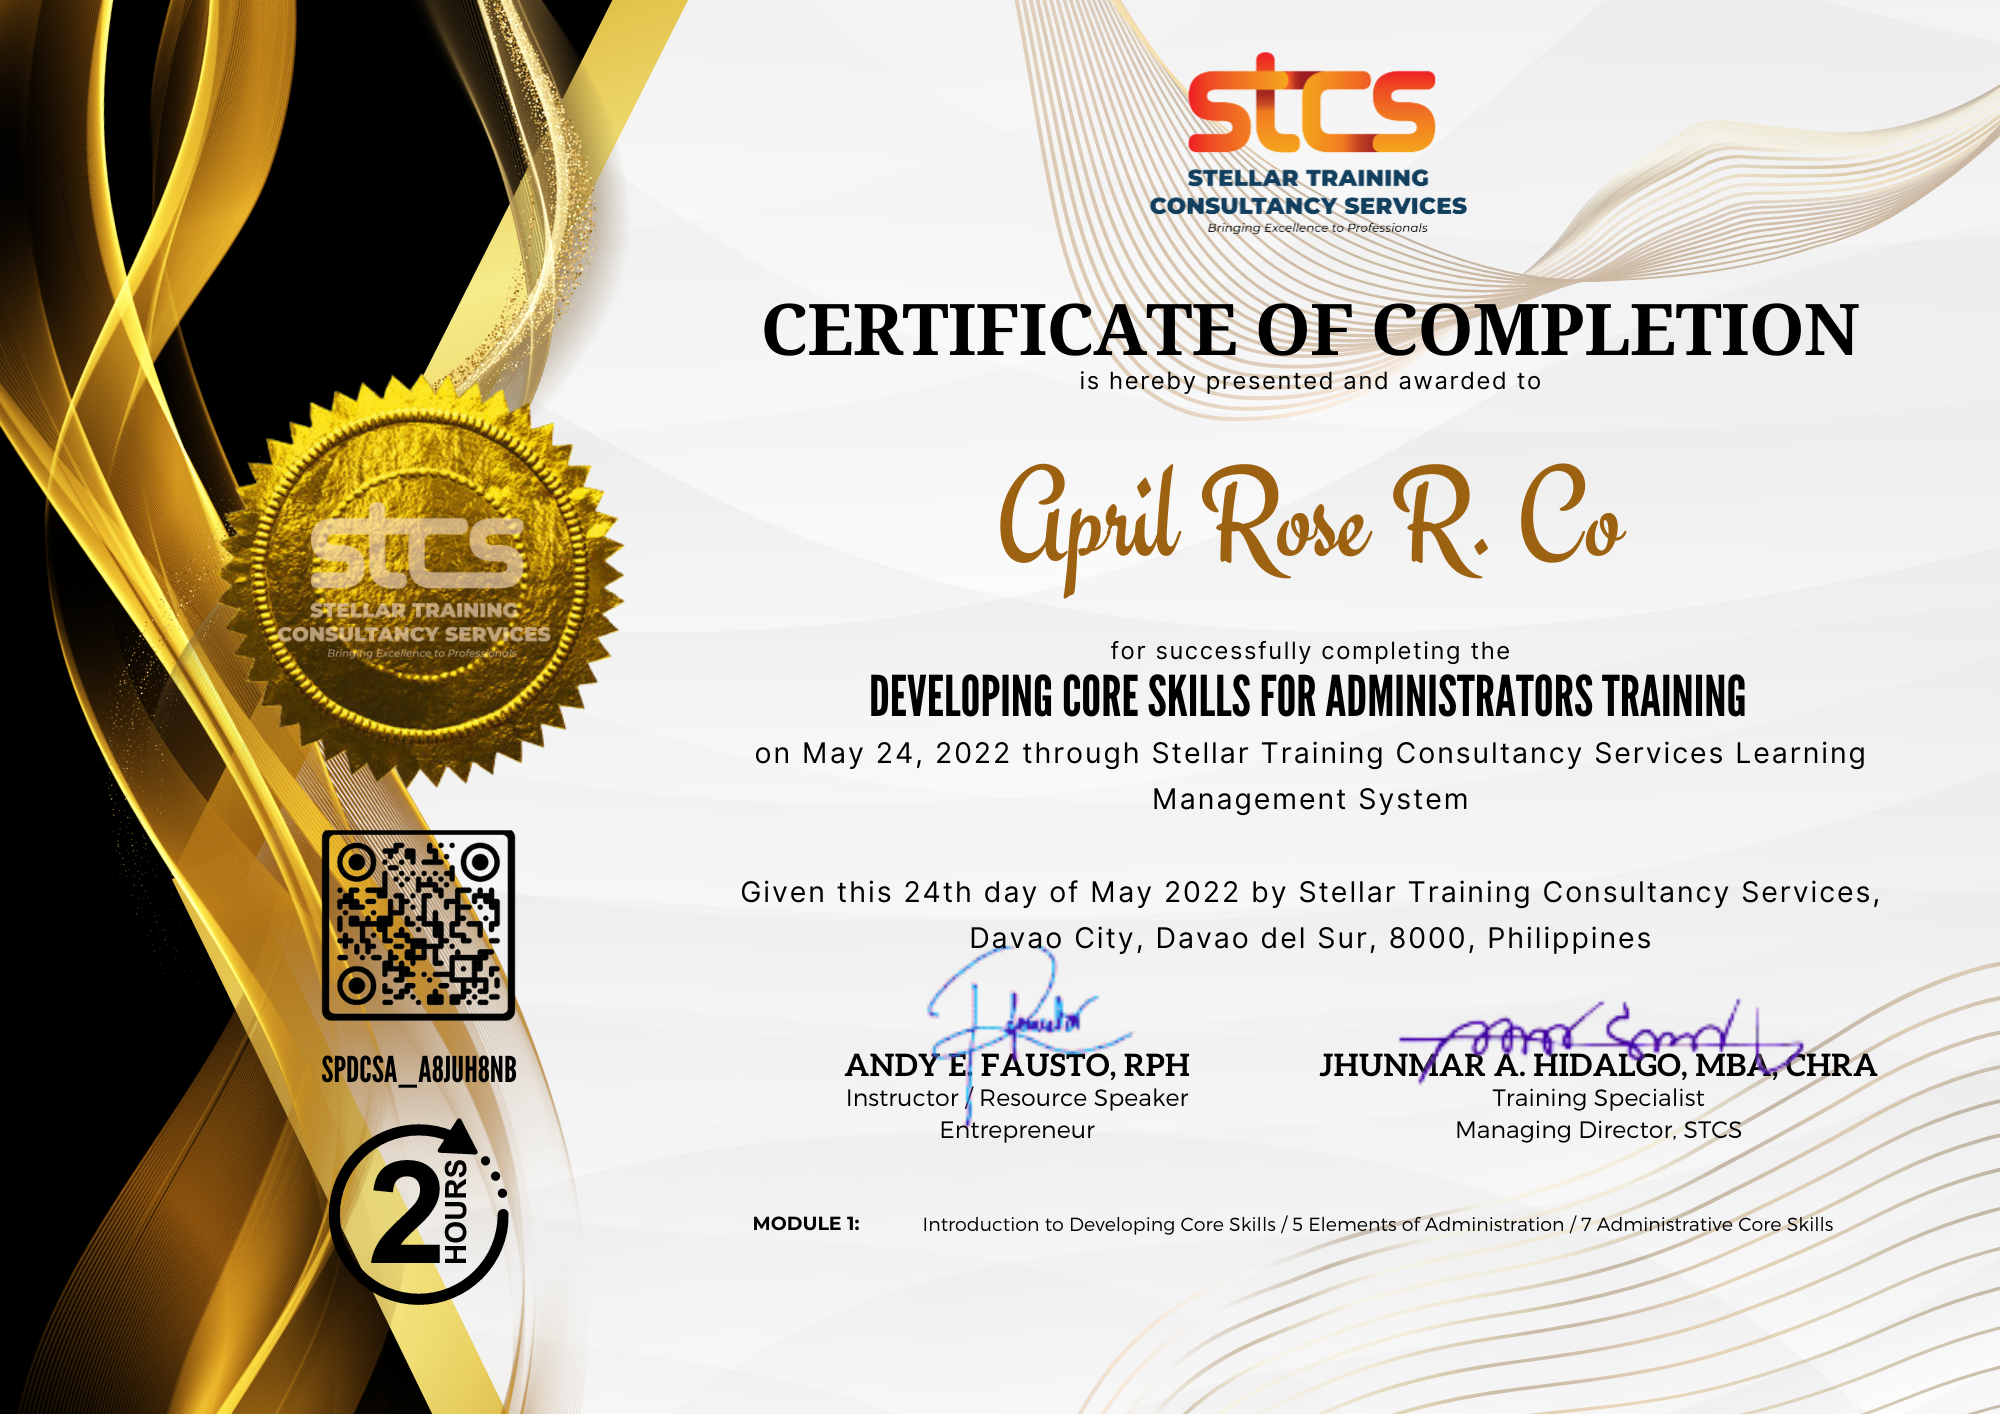 stcs
STELLAR TRAINING
CONSULTANCY SERVICES
Bringing Excellence to Professionals
CERTIFICATE OF COMPLETION
is hereby presented and awarded to
April Rose R. Co
for successfully completing the
DEVELOPING CORE SKILLS FOR ADMINISTRATORS TRAINING
on May 24, 2022 through Stellar Training Consultancy Services Learning
Management System
Given this 24th day of May 2022 by Stellar Training Consultancy Services,
Davao City, Davao del Sur, 8000, Philippines
ANDY E. FAUSTO, RPH
Instructor / Resource Speaker
Entrepreneur
JHUNMAR A. HIDALGO, MBA, CHRA
Training Specialist
Managing Director, STCS
MODULE 1: Introduction to Developing Core Skills / 5 Elements of Administration / 7 Administrative Core Skills
stcs
STELLAR TRAINING
CONSULTANCY SERVICES
Bringing Excellence to Professionals
SPDCSA_A8JUH8NB
2 HOURS